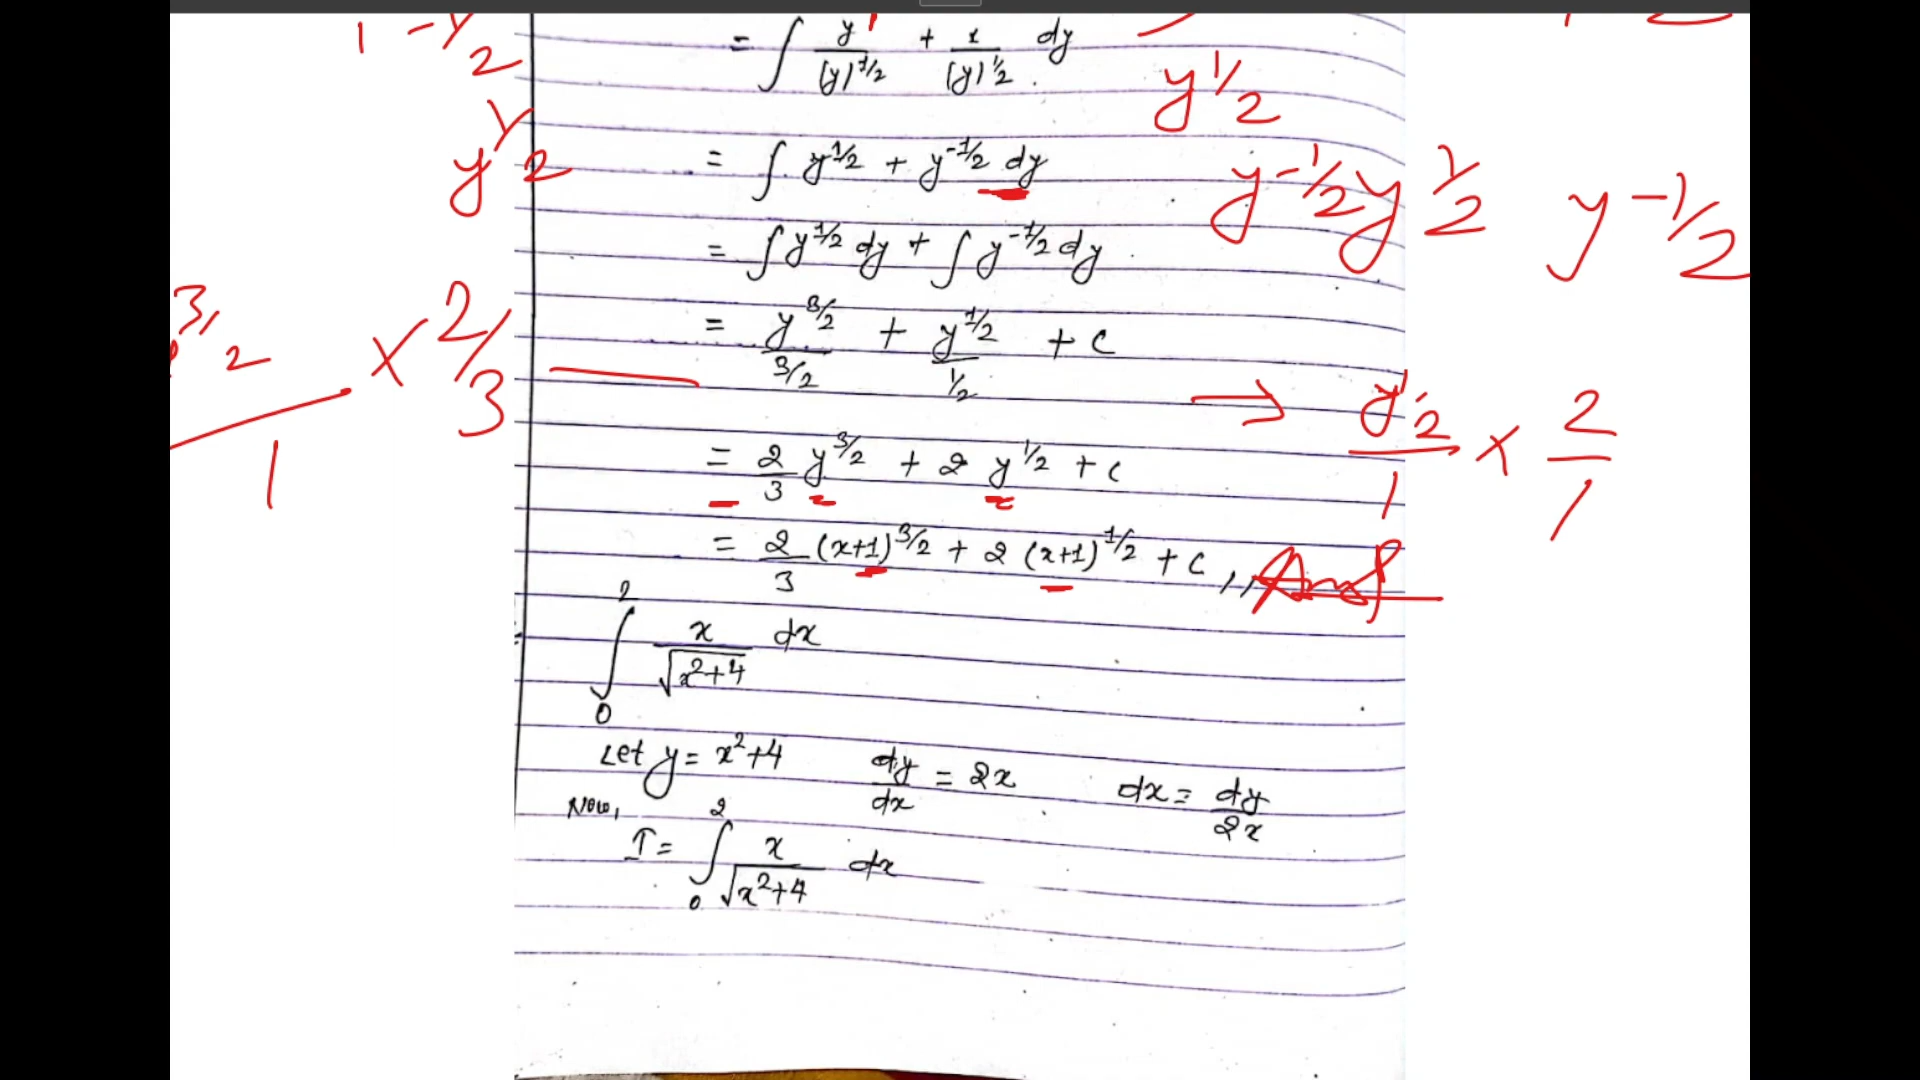 1 - 1/2
= ∫ y/(y)^1/2 + 1/(y)^1/2 dy
y^1/2
y^1/2
= ∫ y^1/2 + y^-1/2 dy
y^-1/2 y^1/2 y^-1/2
= ∫ y^1/2 dy + ∫ y^-1/2 dy
= y^3/2 / 3/2 + y^1/2 / 1/2 + C
3/2 / 1 × 2/3
→ y^1/2 / 1 × 2/1
= 2/3 y^3/2 + 2 y^1/2 + C
= 2/3 (x+1)^3/2 + 2 (x+1)^1/2 + C ,, Ans
∫₀² x/√x²+4 dx
Let y = x²+4 dy/dx = 2x dx = dy/2x
Now,
I = ∫₀² x/√x²+4 dx